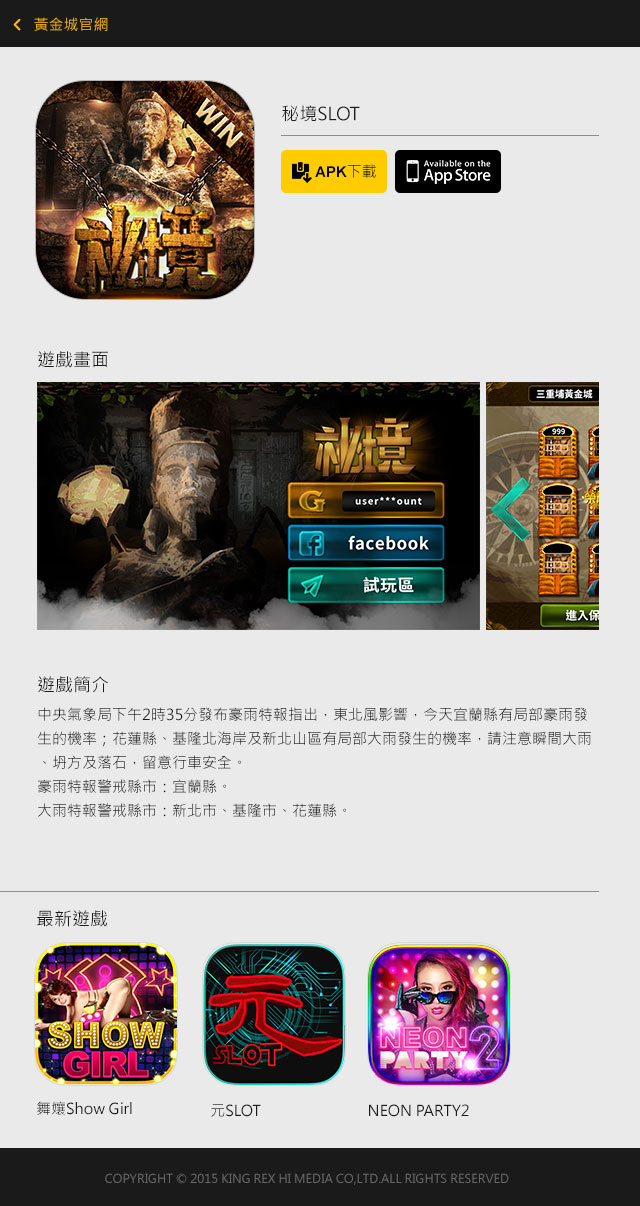 黃金城官網
WIN
祕境
秘境SLOT
APK下載
Available on the
App Store
遊戲畫面
祕境
user***ount
facebook
試玩區
三重埔黃金城
999
進入保
遊戲簡介
中央氣象局下午2時35分發布豪雨特報指出，東北風影響，今天宜蘭縣有局部豪雨發
生的機率；花蓮縣、基隆北海岸及新北山區有局部大雨發生的機率，請注意瞬間大雨
、坍方及落石，留意行車安全。
豪雨特報警戒縣市：宜蘭縣。
大雨特報警戒縣市：新北市、基隆市、花蓮縣。
最新遊戲
SHOW
GIRL
元
SLOT
NEON
PARTY 2
舞孃Show Girl
元SLOT
NEON PARTY2
COPYRIGHT © 2015 KING REX HI MEDIA CO,LTD.ALL RIGHTS RESERVED